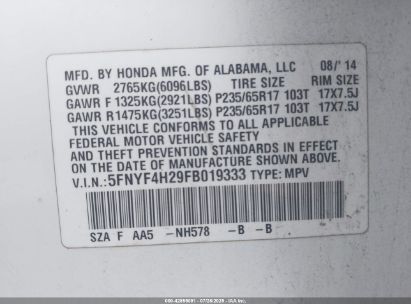 MFD. BY HONDA MFG. OF ALABAMA, LLC 08/'14
GVWR 2765KG(6096LBS) TIRE SIZE RIM SIZE
GAWR F 1325KG(2921LBS) P235/65R17 103T 17X7.5J
GAWR R1475KG(3251LBS) P235/65R17 103T 17X7.5J
THIS VEHICLE CONFORMS TO ALL APPLICABLE
FEDERAL MOTOR VEHICLE SAFETY
AND THEFT PREVENTION STANDARDS IN EFFECT
ON THE DATE OF MANUFACTURE SHOWN ABOVE.
V.I.N.: 5FNYF4H29FB019333 TYPE: MPV
SZA F AA5 -NH578 -B -B